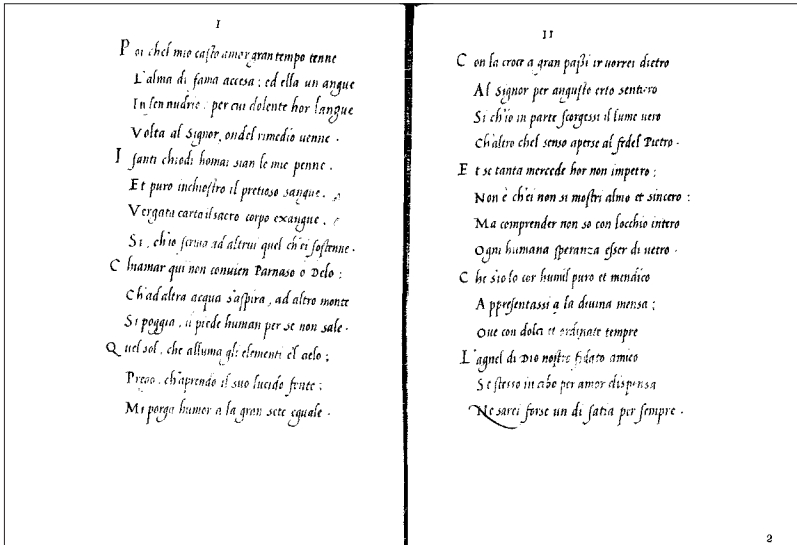 I
Poi chel mio casto amor gran tempo tenne
L'alma di fama accesa; ed ella un angue
In sen nudrio; per cui dolente hor langue
Volta al Signor, ondel rimedio uenne.
I santi chiodi homai sian le mie penne.
Et puro inchiostro il pretioso sangue.
Vergata carta il sacro corpo exangue.
Si, ch'io scriua ad altrui quel ch'ei sostenne.
Chiamar qui non conuien Parnaso o Delo;
Ch'ad altra acqua s'aspira, ad altro monte
Si poggia, u piede human per se non sale.
Quel sol, che alluma gli elementi e'l cielo;
Prego, ch'aprendo il suo lucido fonte;
Mi porga humor a la gran sete eguale.
II
Con la croce a gran paßi ir uorrei dietro
Al Signor per angusto erto sentiero
Si ch'io in parte scorgessi il lume uero
Ch'altro chel senso aperse al fedel Pietro.
Et se tanta mercede hor non impetro;
Non è ch'ei non si mostri almo et sincero:
Ma comprender non so con locchio intero
Ogni humana speranza esser di uetro.
Che s'io lo cor humil puro et mendico
Appresentassi a la diuina mensa;
Oue con dolci et ordinate tempre
L'agnel di Dio nostro fidato amico
Se stesso in cibo per amor dispensa
Ne sarei forse un di satia per sempre.
2